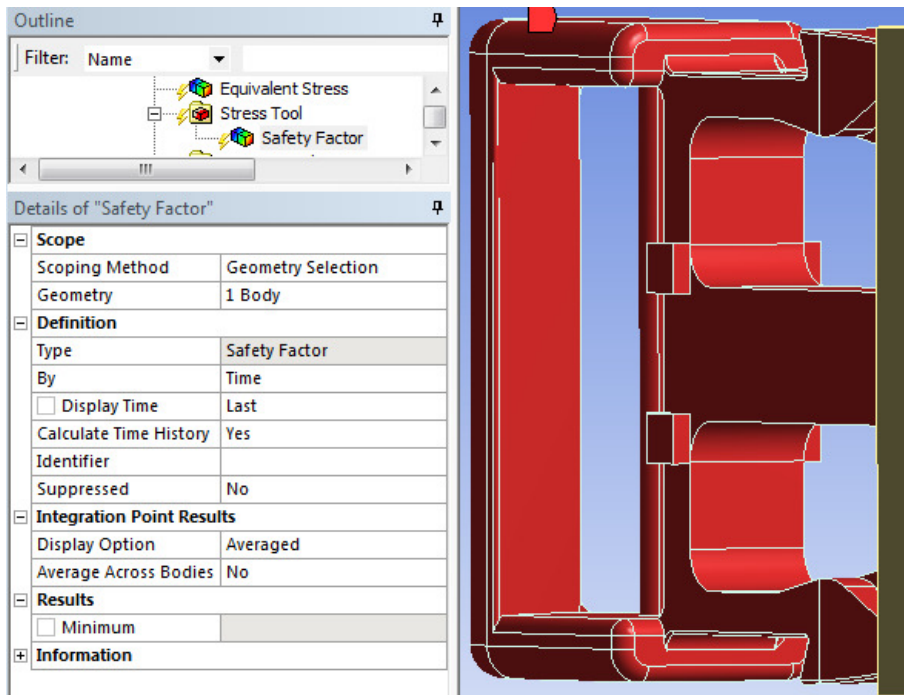 Outline
Filter: Name
Equivalent Stress
Stress Tool
Safety Factor
Details of "Safety Factor"
Scope
Scoping Method Geometry Selection
Geometry 1 Body
Definition
Type Safety Factor
By Time
Display Time Last
Calculate Time History Yes
Identifier
Suppressed No
Integration Point Results
Display Option Averaged
Average Across Bodies No
Results
Minimum
Information